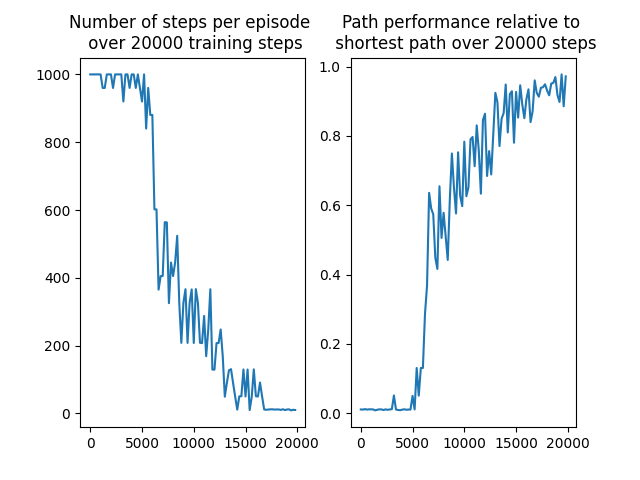 Number of steps per episode
over 20000 training steps
1000
800
600
400
200
0
0 5000 10000 15000 20000
Path performance relative to
shortest path over 20000 steps
1.0
0.8
0.6
0.4
0.2
0.0
0 5000 10000 15000 20000